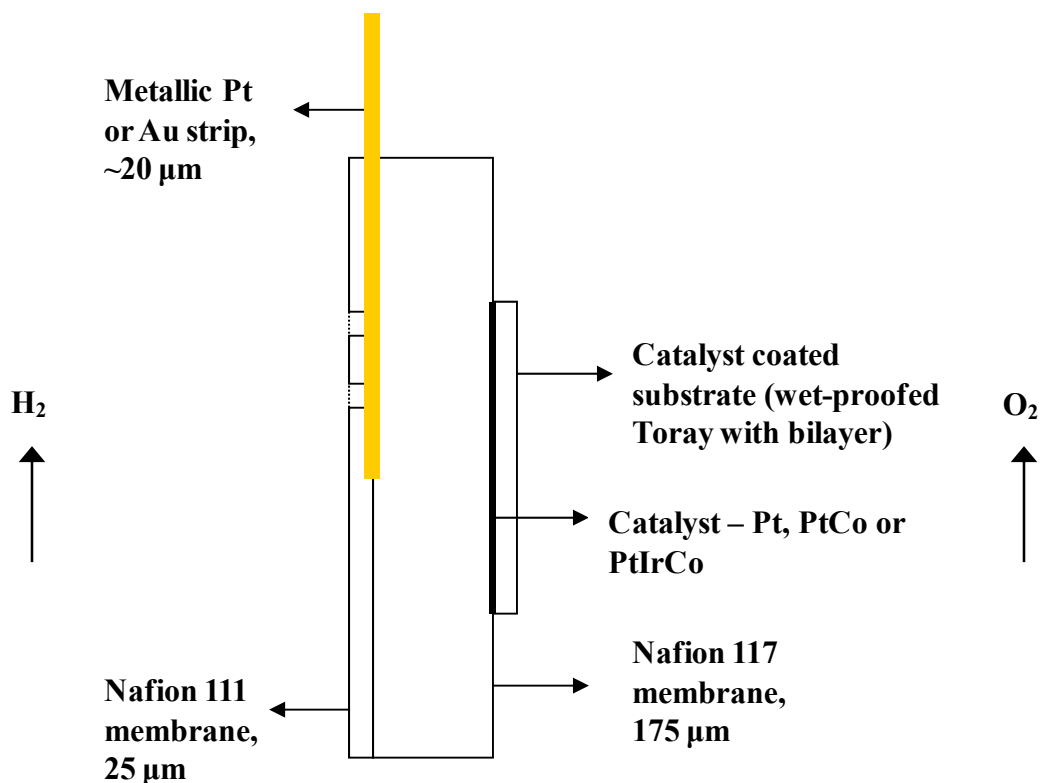 Metallic Pt
or Au strip,
~20 µm
H2
Catalyst coated
substrate (wet-proofed
Toray with bilayer)
O2
Catalyst – Pt, PtCo or
PtIrCo
Nafion 111
membrane,
25 µm
Nafion 117
membrane,
175 µm